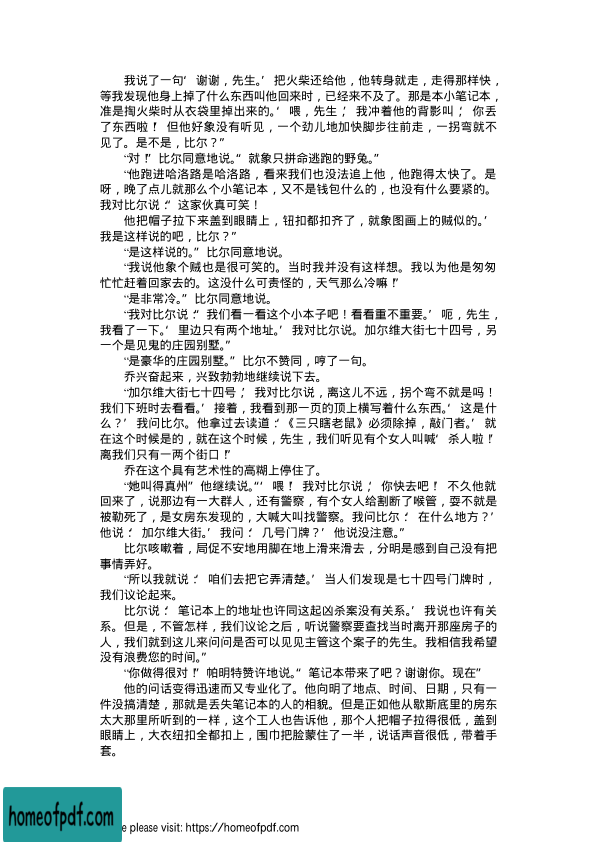 我说了一句‘谢谢，先生。’把火柴还给他，他转身就走，走得那样快，
等我发现他身上掉了什么东西叫他回来时，已经来不及了。那是本小笔记本，
准是掏火柴时从衣袋里掉出来的。‘喂，先生，’我冲着他的背影叫，‘你丢
了东西啦！’但他好象没有听见，一个劲儿地加快脚步往前走，一拐弯就不
见了。是不是，比尔？”
“对！”比尔同意地说。“就象只拼命逃跑的野兔。”
“他跑进哈洛路是哈洛路，看来我们也没法追上他，他跑得太快了。是
呀，晚了点儿就那么个小笔记本，又不是钱包什么的，也没有什么要紧的。
我对比尔说：“这家伙真可笑！
他把帽子拉下来盖到眼睛上，钮扣都扣齐了，就象图画上的贼似的。’
我是这样说的吧，比尔？”
“是这样说的。”比尔同意地说。
“我说他象个贼也是很可笑的。当时我并没有这样想。我以为他是匆匆
忙忙赶着回家去的。这没什么可责怪的，天气那么冷嘛！”
“是非常冷。”比尔同意地说。
“我对比尔说：‘我们看一看这个小本子吧！看看重不重要。’呃，先生，
我看了一下。‘里边只有两个地址。’我对比尔说。加尔维大街七十四号，另
一个是见鬼的庄园别墅。”
“是豪华的庄园别墅。”比尔不赞同，哼了一句。
乔兴奋起来，兴致勃勃地继续说下去。
“‘加尔维大街七十四号，’我对比尔说，离这儿不远，拐个弯不就是吗！
我们下班时去看看。’接着，我看到那一页的顶上横写着什么东西。‘这是什
么？’我问比尔。他拿过去读道：‘《三只瞎老鼠》必须除掉，敲门者。’就
在这个时候是的，就在这个时候，先生，我们听见有个女人叫喊‘杀人啦！’
离我们只有一两个街口！”
乔在这个具有艺术性的高糊上停住了。
“她叫得真州”他继续说。“‘喂！’我对比尔说，‘你快去吧！’不久他就
回来了，说那边有一大群人，还有警察，有个女人给割断了喉管，耍不就是
被勒死了，是女房东发现的，大喊大叫找警察。我问比尔：‘在什么地方？’
他说：‘加尔维大街。’我问：‘几号门牌？’他说没注意。”
比尔咳嗽着，局促不安地用脚在地上滑来滑去，分明是感到自己没有把
事情弄好。
“所以我就说：‘咱们去把它弄清楚。’当人们发现是七十四号门牌时，
我们议论起来。
比尔说：‘笔记本上的地址也许同这起凶杀案没有关系。’我说也许有关
系。但是，不管怎样，我们议论之后，听说警察要查找当时离开那座房子的
人，我们就到这儿来问问是否可以见见主管这个案子的先生。我相信我希望
没有浪费您的时间。”
“你做得很对！”帕明特赞许地说。“笔记本带来了吧？谢谢你。现在”
他的问话变得迅速而又专业化了。他向明了地点、时间、日期，只有一
件没搞清楚，那就是丢失笔记本的人的相貌。但是正如他从歇斯底里的房东
太大那里所听到的一样，这个工人也告诉他，那个人把帽子拉得很低，盖到
眼睛上，大衣纽扣全都扣上，围巾把脸蒙住了一半，说话声音很低，带着手
套。
homeofpdf.com
e please visit: https://homeofpdf.com